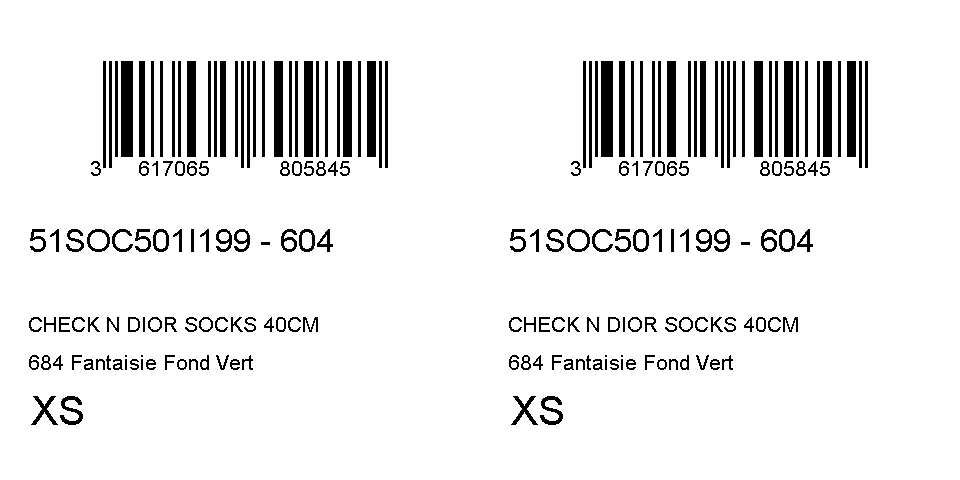 3 617065 805845
51SOC501I199 - 604
CHECK N DIOR SOCKS 40CM
684 Fantaisie Fond Vert
XS
3 617065 805845
51SOC501I199 - 604
CHECK N DIOR SOCKS 40CM
684 Fantaisie Fond Vert
XS